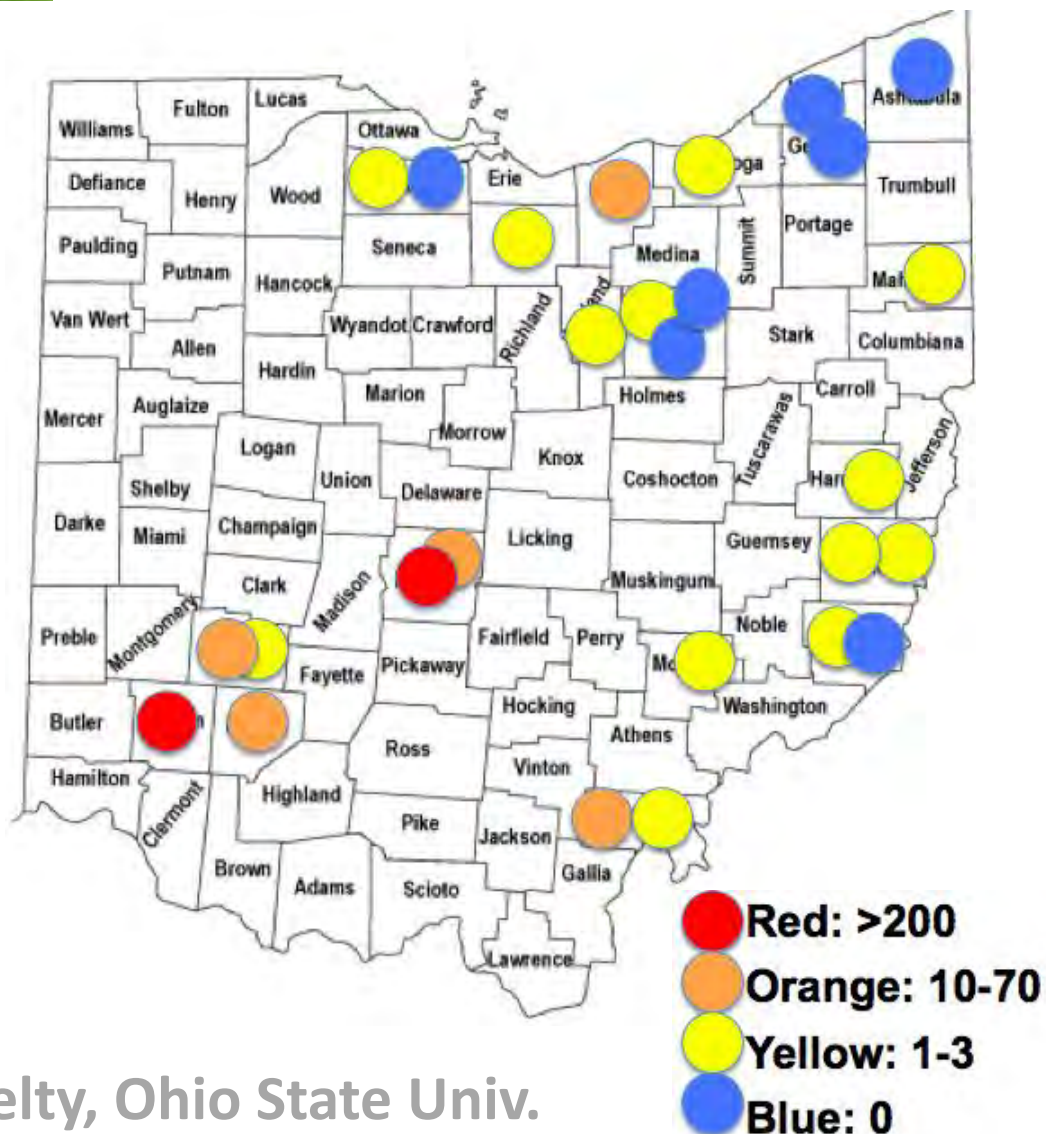 Williams
Fulton
Lucas
Ottawa
Defiance
Henry
Wood
Erie
Trumbull
Paulding
Putnam
Hancock
Seneca
Medina
Summit
Portage
Van Wert
Allen
Wyandot
Crawford
Richland
Stark
Columbiana
Hardin
Marion
Holmes
Carroll
Mercer
Auglaize
Morrow
Knox
Tuscarawas
Jefferson
Logan
Union
Delaware
Coshocton
Shelby
Darke
Miami
Champaign
Licking
Guernsey
Clark
Madison
Muskingum
Preble
Montgomery
Fayette
Pickaway
Fairfield
Perry
Noble
Butler
Hocking
Washington
Ross
Athens
Hamilton
Vinton
Clermont
Highland
Pike
Jackson
Brown
Adams
Scioto
Gallia
Lawrence
Red: >200
Orange: 10-70
Yellow: 1-3
Blue: 0
elty, Ohio State Univ.